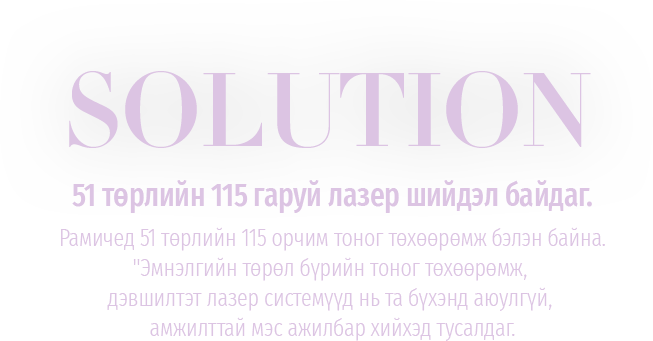 SOLUTION
51 төрлийн 115 гаруй лазер шийдэл байдаг.
Рамичед 51 төрлийн 115 орчим тоног төхөөрөмж бэлэн байна.
"Эмнэлгийн төрөл бүрийн тоног төхөөрөмж,
дэвшилтэт лазер системүүд нь та бүхэнд аюулгүй,
амжилттай мэс ажилбар хийхэд тусалдаг.